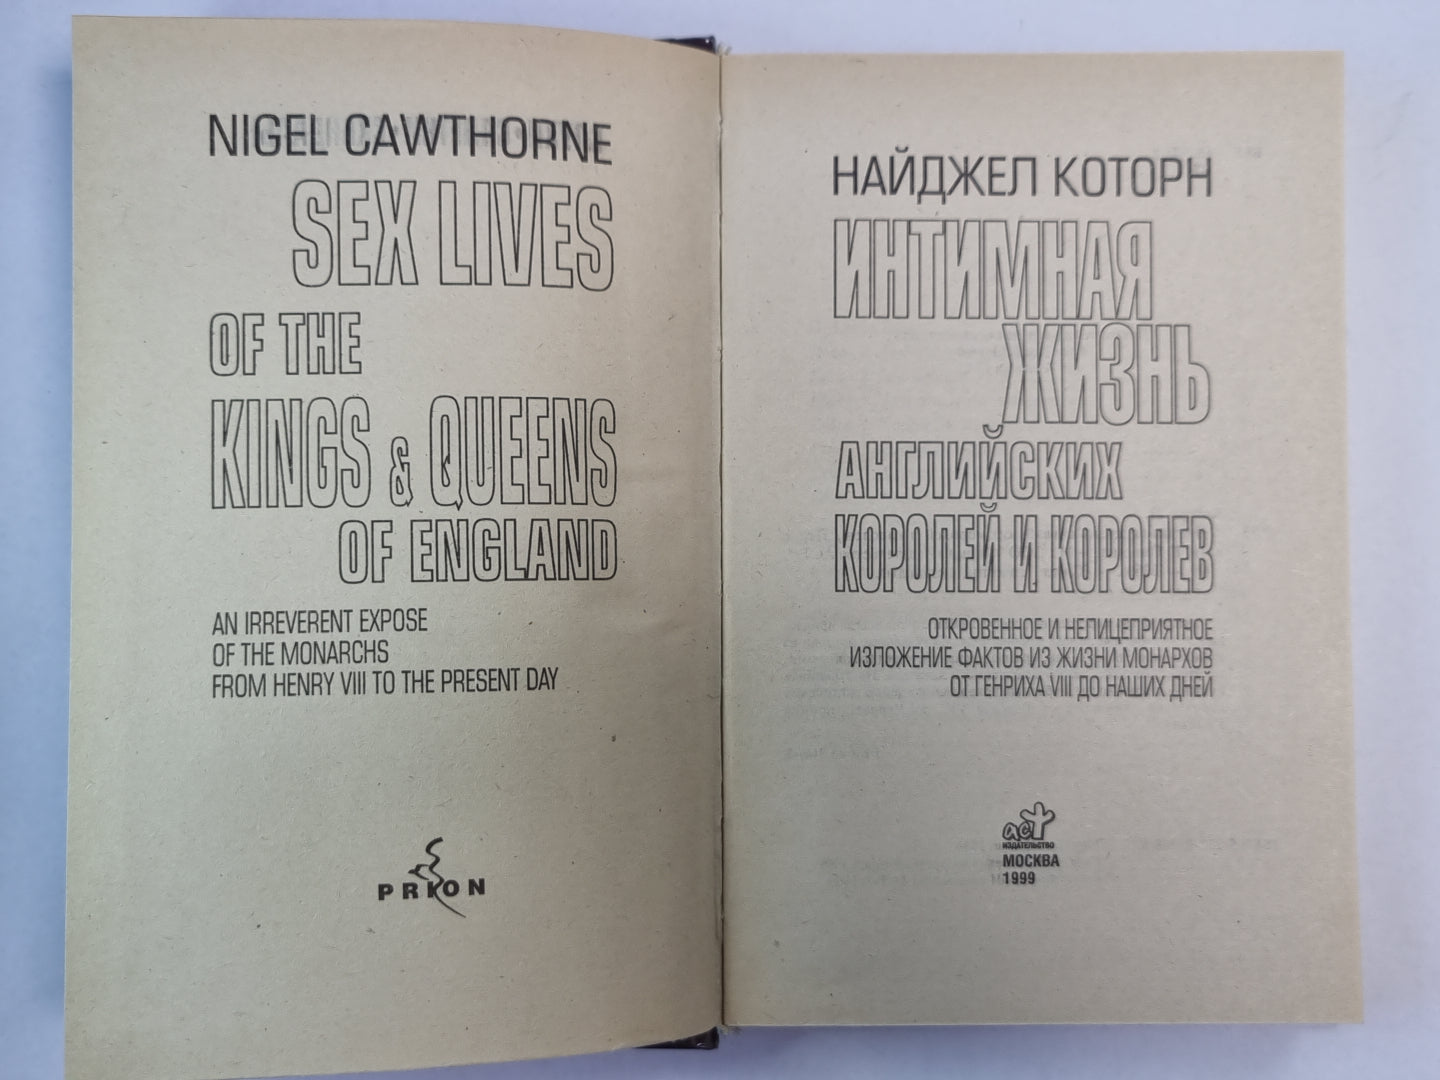 NIGEL CAWTHORNE
SEX LIVES
OF THE
KINGS & QUEENS
OF ENGLAND
AN IRREVERENT EXPOSE
OF THE MONARCHS
FROM HENRY VIII TO THE PRESENT DAY
PRION
НАЙДЖЕЛ КОТОРН
ИНТИМНАЯ
ЖИЗНЬ
АНГЛИЙСКИХ
КОРОЛЕЙ И КОРОЛЕВ
ОТКРОВЕННОЕ И НЕЛИЦЕПРИЯТНОЕ
ИЗЛОЖЕНИЕ ФАКТОВ ИЗ ЖИЗНИ МОНАРХОВ
ОТ ГЕНРИХА VIII ДО НАШИХ ДНЕЙ
аст
ИЗДАТЕЛЬСТВО
МОСКВА
1999